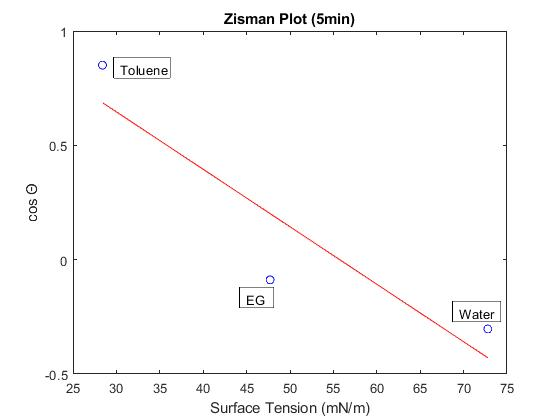 Zisman Plot (5min)
1
0.5
0
-0.5
cos Θ
Toluene
EG
Water
25 30 35 40 45 50 55 60 65 70 75
Surface Tension (mN/m)